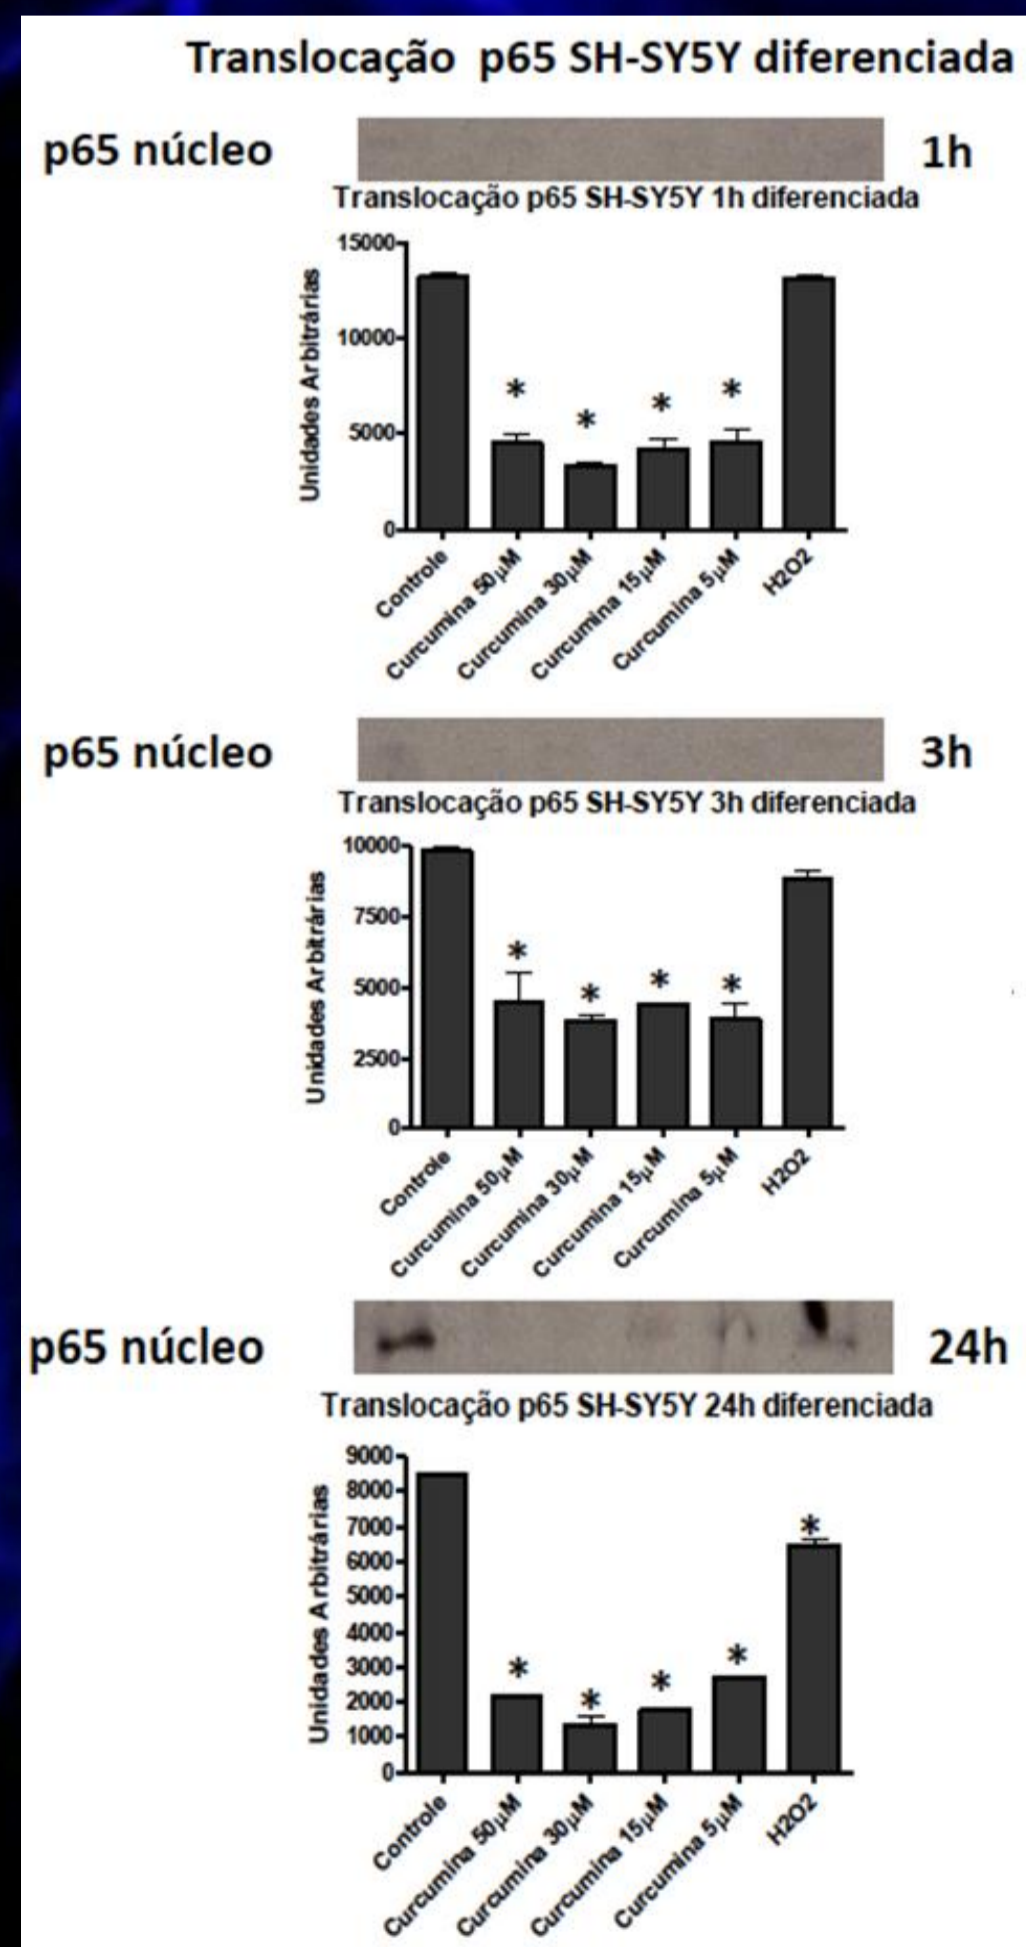 Translocação p65 SH-SY5Y diferenciada
p65 núcleo
1h
Translocação p65 SH-SY5Y 1h diferenciada
Unidades Arbitrárias
15000
10000
5000
0
* * * *
Controle
Curcumina 50µM
Curcumina 30µM
Curcumina 15µM
Curcumina 5µM
H2O2
p65 núcleo
3h
Translocação p65 SH-SY5Y 3h diferenciada
Unidades Arbitrárias
10000
7500
5000
2500
0
* * * *
Controle
Curcumina 50µM
Curcumina 30µM
Curcumina 15µM
Curcumina 5µM
H2O2
p65 núcleo
24h
Translocação p65 SH-SY5Y 24h diferenciada
Unidades Arbitrárias
9000
8000
7000
6000
5000
4000
3000
2000
1000
0
* * * * *
Controle
Curcumina 50µM
Curcumina 30µM
Curcumina 15µM
Curcumina 5µM
H2O2